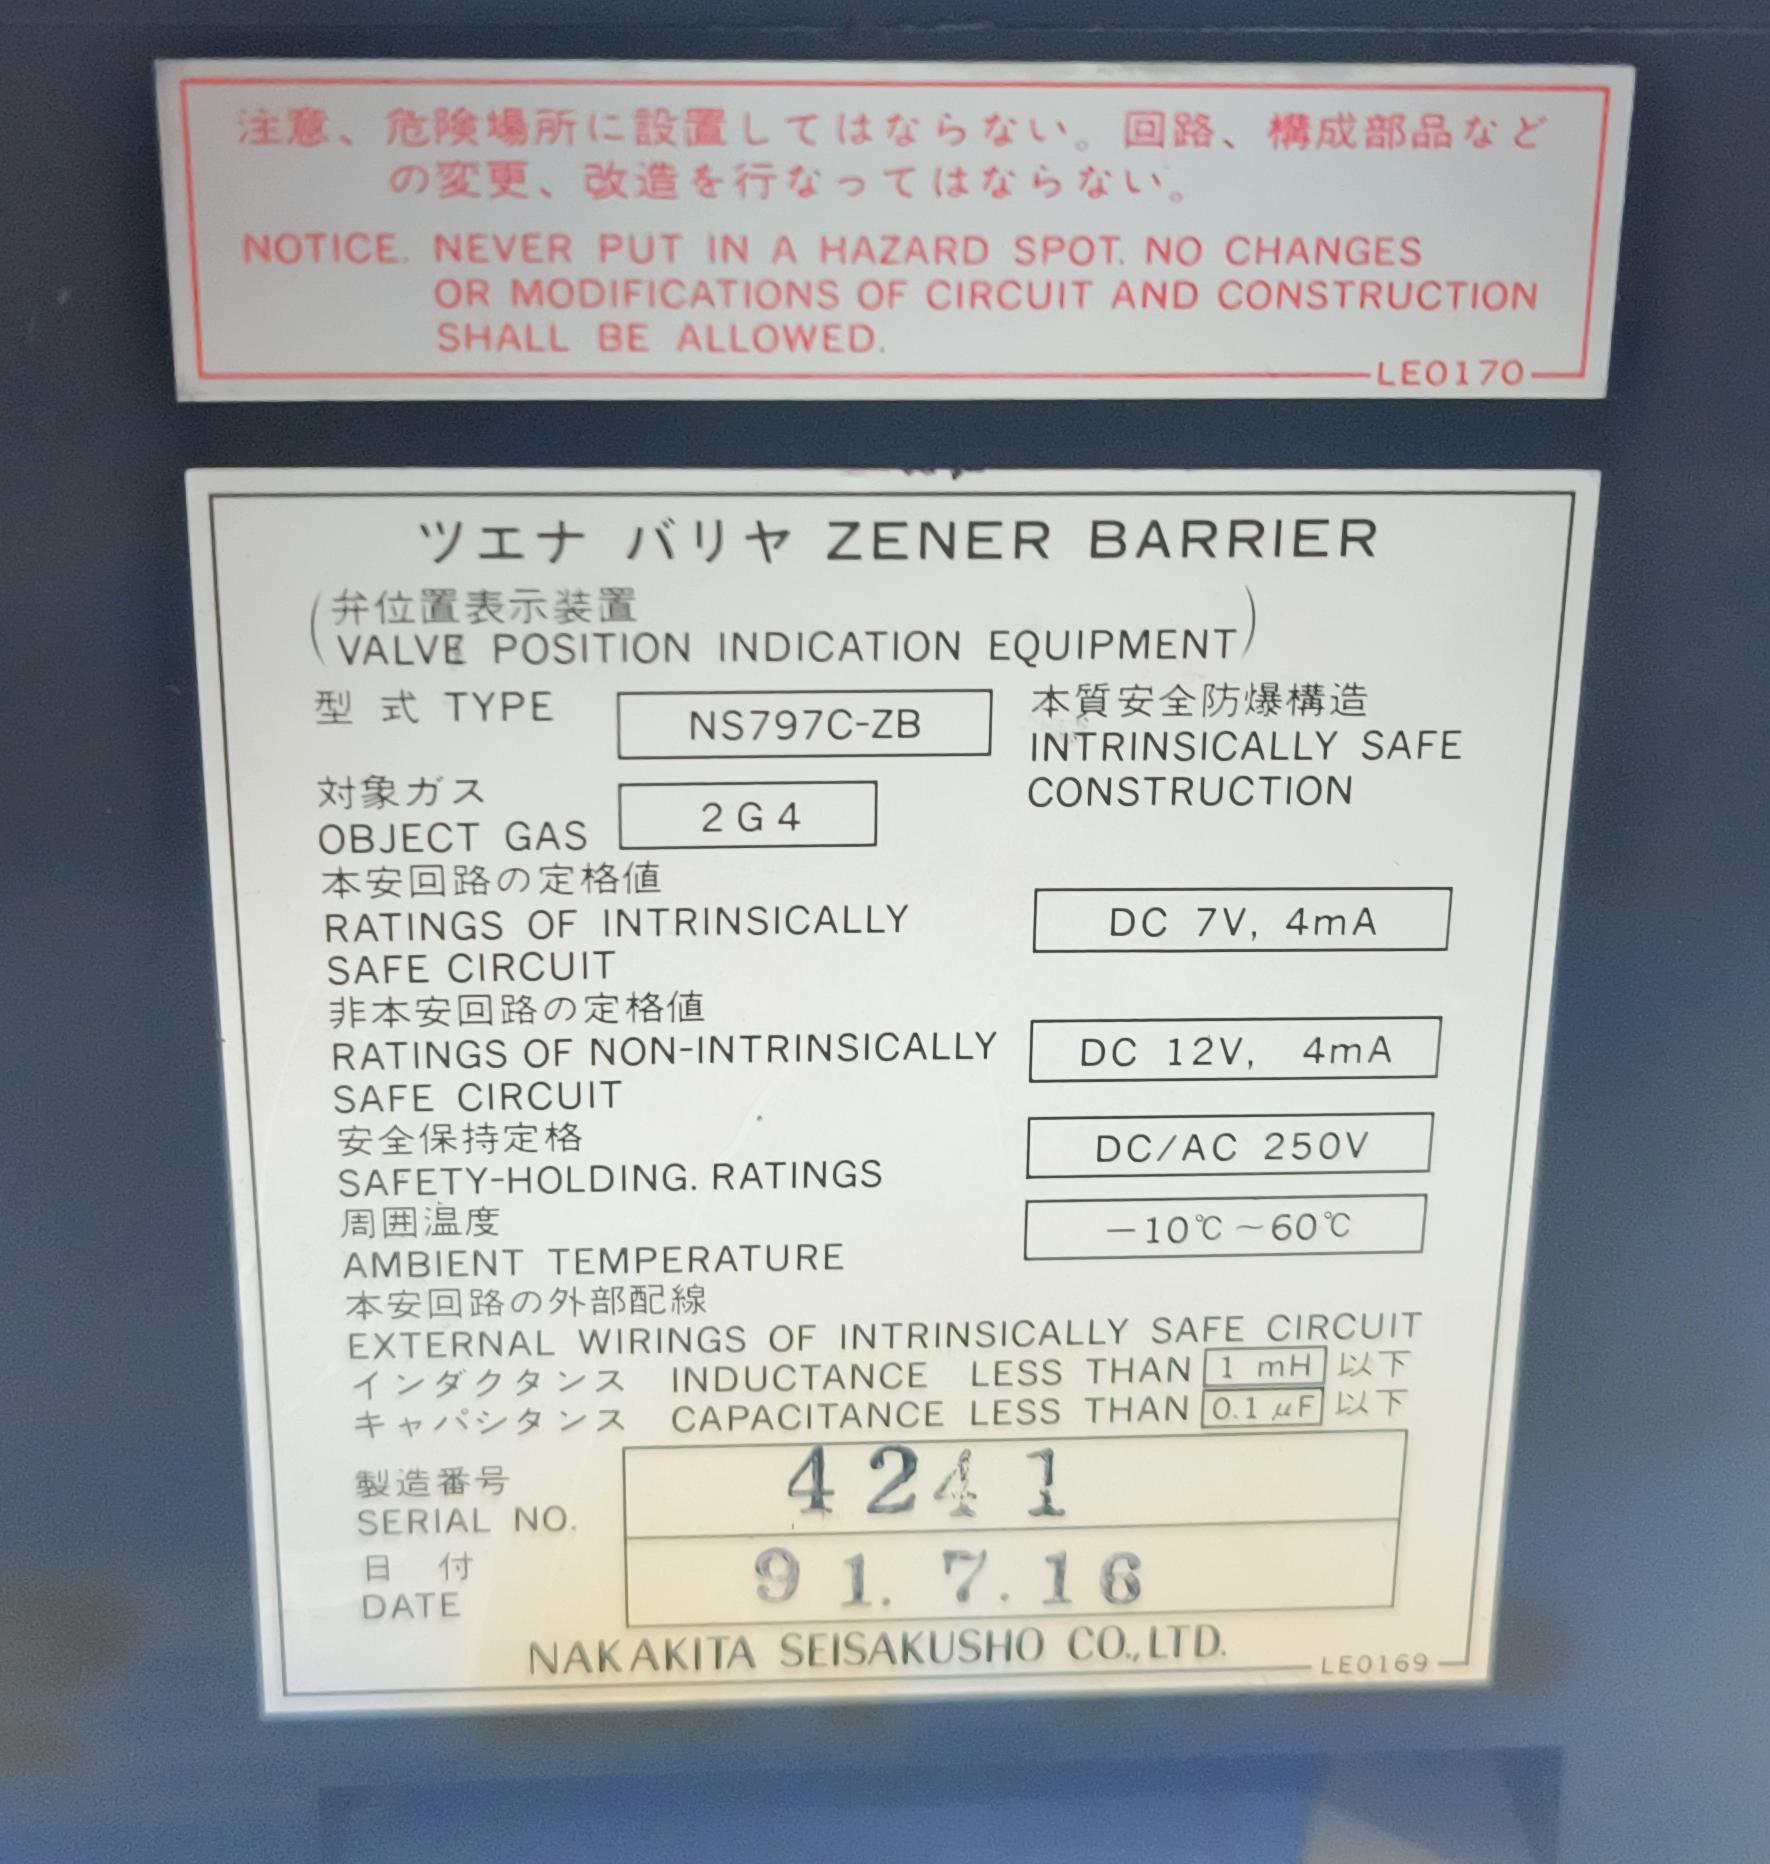 注意、危険場所に設置してはならない。回路、構成部品など
の変更、改造を行なってはならない。
NOTICE. NEVER PUT IN A HAZARD SPOT. NO CHANGES
OR MODIFICATIONS OF CIRCUIT AND CONSTRUCTION
SHALL BE ALLOWED.
LE0170
ツエナ バリヤ ZENER BARRIER
(弁位置表示装置
VALVE POSITION INDICATION EQUIPMENT)
型 式 TYPE NS797C-ZB
本質安全防爆構造
INTRINSICALLY SAFE
CONSTRUCTION
対象ガス
OBJECT GAS 2G4
本安回路の定格値
RATINGS OF INTRINSICALLY DC 7V, 4mA
SAFE CIRCUIT
非本安回路の定格値
RATINGS OF NON-INTRINSICALLY DC 12V, 4mA
SAFE CIRCUIT
安全保持定格
SAFETY-HOLDING. RATINGS DC/AC 250V
周囲温度
AMBIENT TEMPERATURE －10℃～60℃
本安回路の外部配線
EXTERNAL WIRINGS OF INTRINSICALLY SAFE CIRCUIT
インダクタンス INDUCTANCE LESS THAN 1 mH 以下
キャパシタンス CAPACITANCE LESS THAN 0.1 μF 以下
製造番号
SERIAL NO. 4241
日 付
DATE 91.7.16
NAKAKITA SEISAKUSHO CO.,LTD.
LE0169